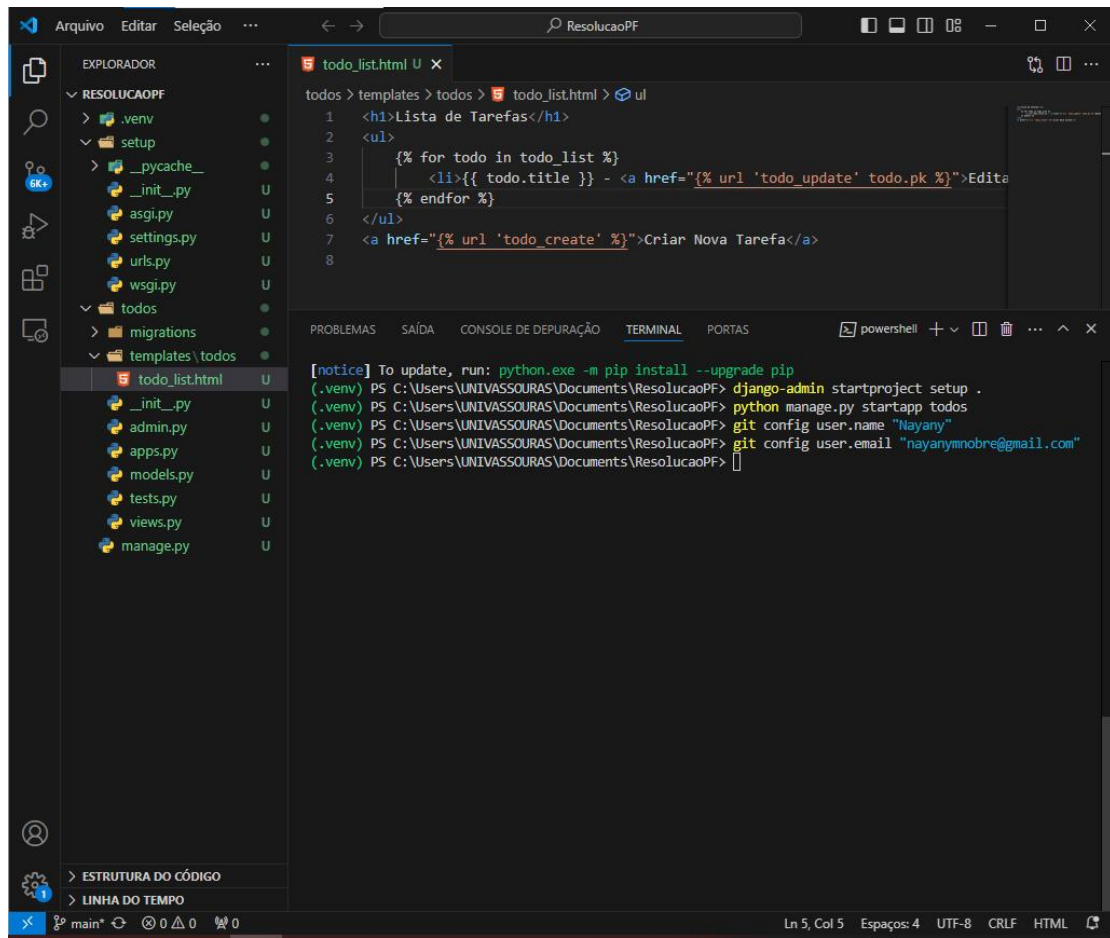 Arquivo Editar Seleção ... ResolucaoPF
EXPLORADOR ...
RESOLUCAOPF
.venv
setup
__pycache__
6K+
__init__.py U
asgi.py U
settings.py U
urls.py U
wsgi.py U
todos
migrations
templates\todos
todo_list.html U
__init__.py U
admin.py U
apps.py U
models.py U
tests.py U
views.py U
manage.py U
ESTRUTURA DO CÓDIGO
1
LINHA DO TEMPO
todo_list.html U
todos > templates > todos > todo_list.html > ul
1 <h1>Lista de Tarefas</h1>
2 <ul>
3 {% for todo in todo_list %}
4 <li>{{ todo.title }} - <a href="{% url 'todo_update' todo.pk %}">Edita
5 {% endfor %}
6 </ul>
7 <a href="{% url 'todo_create' %}">Criar Nova Tarefa</a>
8
PROBLEMAS SAÍDA CONSOLE DE DEPURAÇÃO TERMINAL PORTAS powershell ...
[notice] To update, run: python.exe -m pip install --upgrade pip
(.venv) PS C:\Users\UNIVASSOURAS\Documents\ResolucaoPF> django-admin startproject setup .
(.venv) PS C:\Users\UNIVASSOURAS\Documents\ResolucaoPF> python manage.py startapp todos
(.venv) PS C:\Users\UNIVASSOURAS\Documents\ResolucaoPF> git config user.name "Nayany"
(.venv) PS C:\Users\UNIVASSOURAS\Documents\ResolucaoPF> git config user.email "nayanymnobre@gmail.com"
(.venv) PS C:\Users\UNIVASSOURAS\Documents\ResolucaoPF>
main* 0 0 0 Ln 5, Col 5 Espaços: 4 UTF-8 CRLF HTML